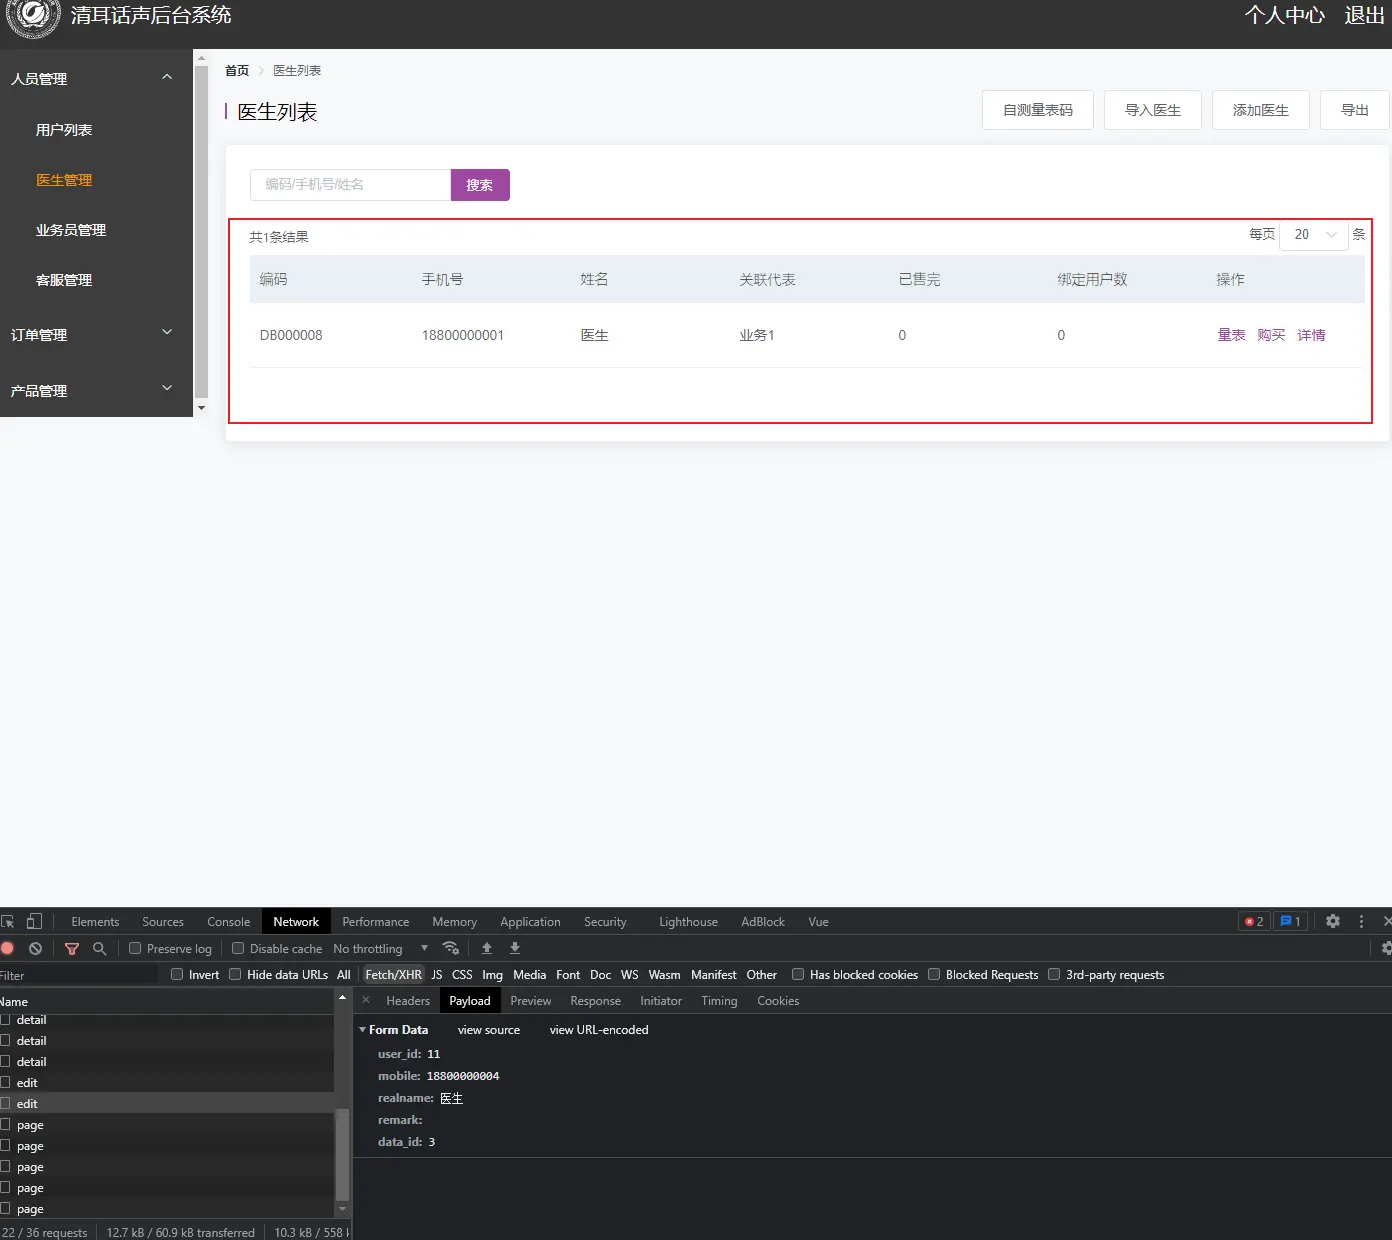 清耳话声后台系统 个人中心 退出
人员管理
用户列表
医生管理
业务员管理
客服管理
订单管理
产品管理
首页 > 医生列表
医生列表
自测量表码 导入医生 添加医生 导出
编码/手机号/姓名 搜索
共1条结果 每页 20 条
编码 手机号 姓名 关联代表 已售完 绑定用户数 操作
DB000008 18800000001 医生 业务1 0 0 量表 购买 详情
Elements Sources Console Network Performance Memory Application Security Lighthouse AdBlock Vue 2 1
Preserve log Disable cache No throttling
Filter Invert Hide data URLs All Fetch/XHR JS CSS Img Media Font Doc WS Wasm Manifest Other Has blocked cookies Blocked Requests 3rd-party requests
Name
detail
detail
detail
edit
edit
page
page
page
page
page
22 / 36 requests 12.7 kB / 60.9 kB transferred 10.3 kB / 558
× Headers Payload Preview Response Initiator Timing Cookies
Form Data view source view URL-encoded
user_id: 11
mobile: 18800000004
realname: 医生
remark:
data_id: 3